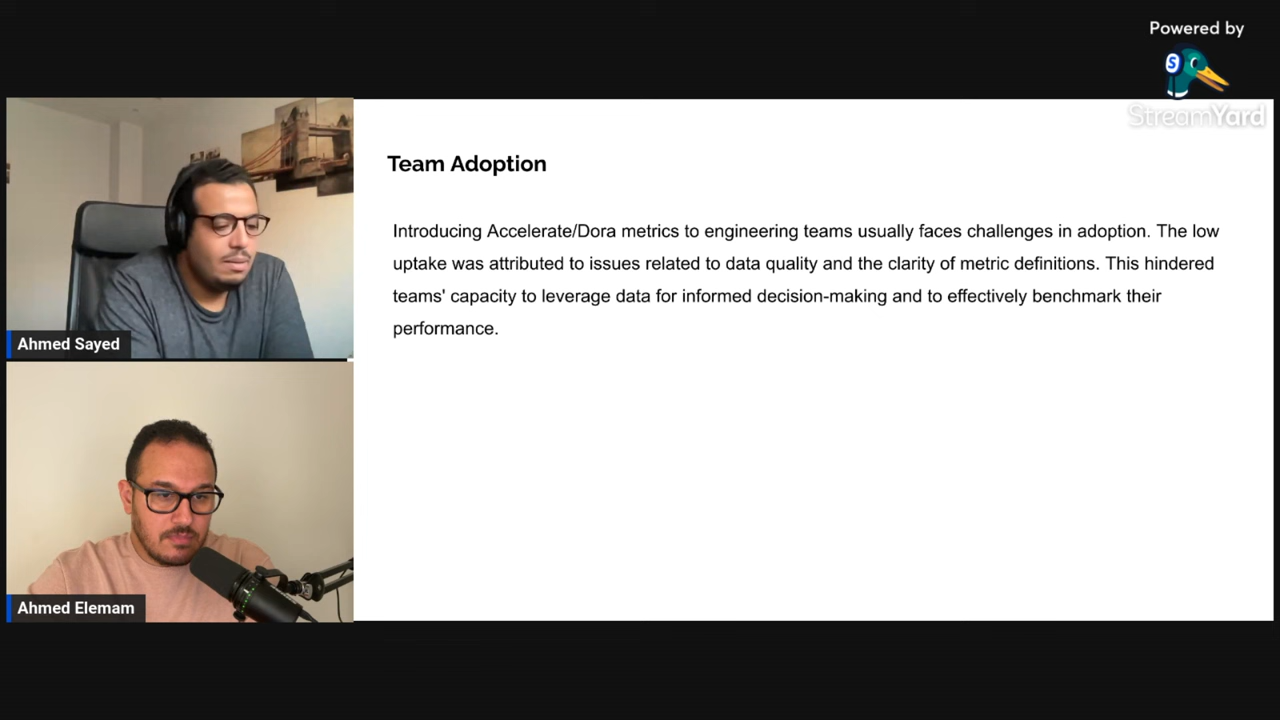 Powered by
StreamYard
Team Adoption
Introducing Accelerate/Dora metrics to engineering teams usually faces challenges in adoption. The low
uptake was attributed to issues related to data quality and the clarity of metric definitions. This hindered
teams' capacity to leverage data for informed decision-making and to effectively benchmark their
performance.
Ahmed Sayed
Ahmed Elemam